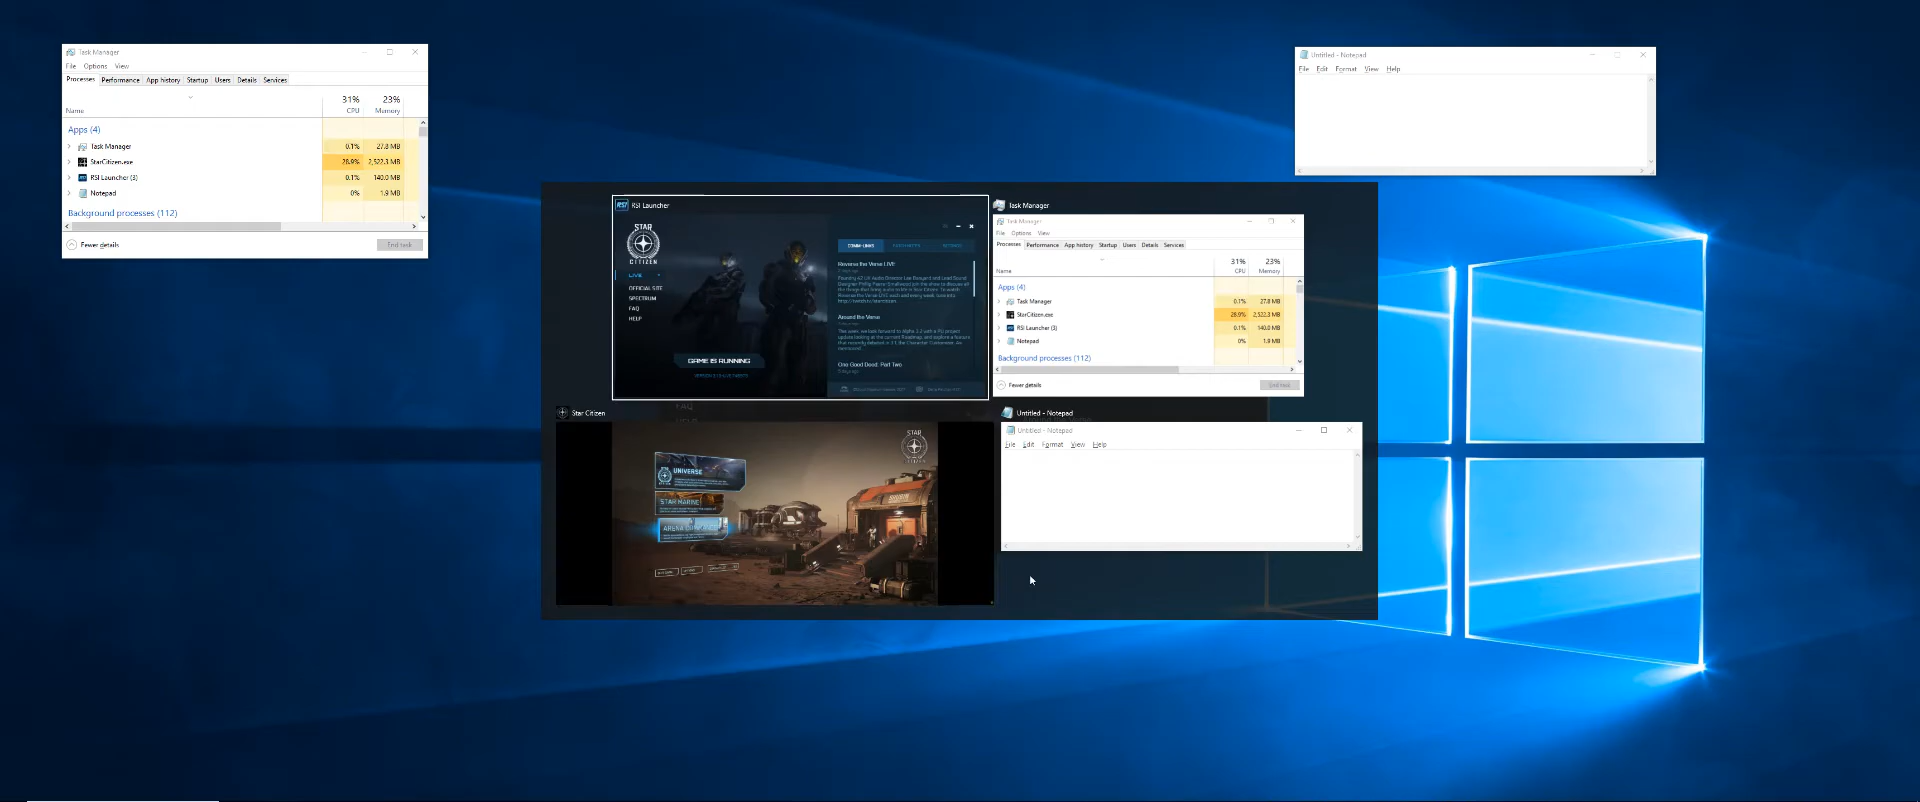 Task Manager
File Options View
Processes Performance App history Startup Users Details Services
31% 23%
Name CPU Memory
Apps (4)
Task Manager 0.1% 27.8 MB
StarCitizen.exe 28.9% 2,522.3 MB
RSI Launcher (3) 0.1% 140.0 MB
Notepad 0% 1.9 MB
Background processes (112)
Fewer details End task
Untitled - Notepad
File Edit Format View Help
RSI Launcher
STAR
CITIZEN
LIVE
OFFICIAL SITE
SPECTRUM
FAQ
HELP
GAME IS RUNNING
COMM-LINKS
Reverse the Verse LIVE
Around the Verse
One Good Deed: Part Two
Task Manager
Task Manager
File Options View
Processes Performance App history Startup Users Details Services
31% 23%
Name CPU Memory
Apps (4)
Task Manager 0.1% 27.8 MB
StarCitizen.exe 28.9% 2,522.3 MB
RSI Launcher (3) 0.1% 140.0 MB
Notepad 0% 1.9 MB
Background processes (112)
Fewer details End task
FAQ
Star Citizen
STAR
CITIZEN
UNIVERSE
STAR MARINE
ARENA
SHUBIN
Untitled - Notepad
Untitled - Notepad
File Edit Format View Help